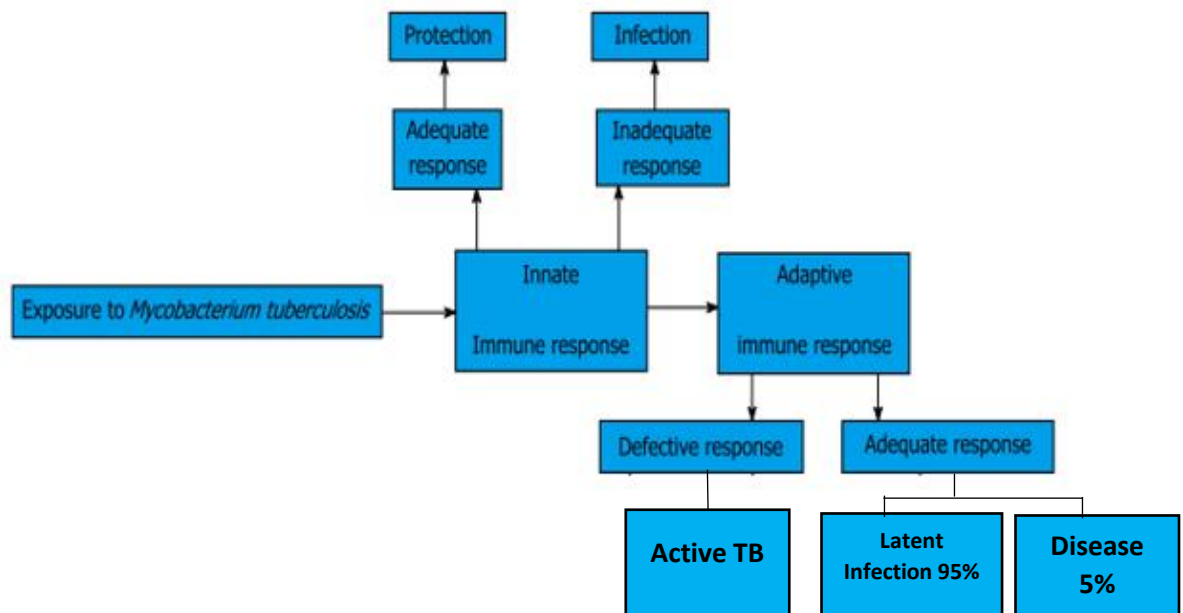 Protection
Infection
Adequate
response
Inadequate
response
Exposure to Mycobacterium tuberculosis
Innate
Immune response
Adaptive
immune response
Defective response
Adequate response
Active TB
Latent
Infection 95%
Disease
5%